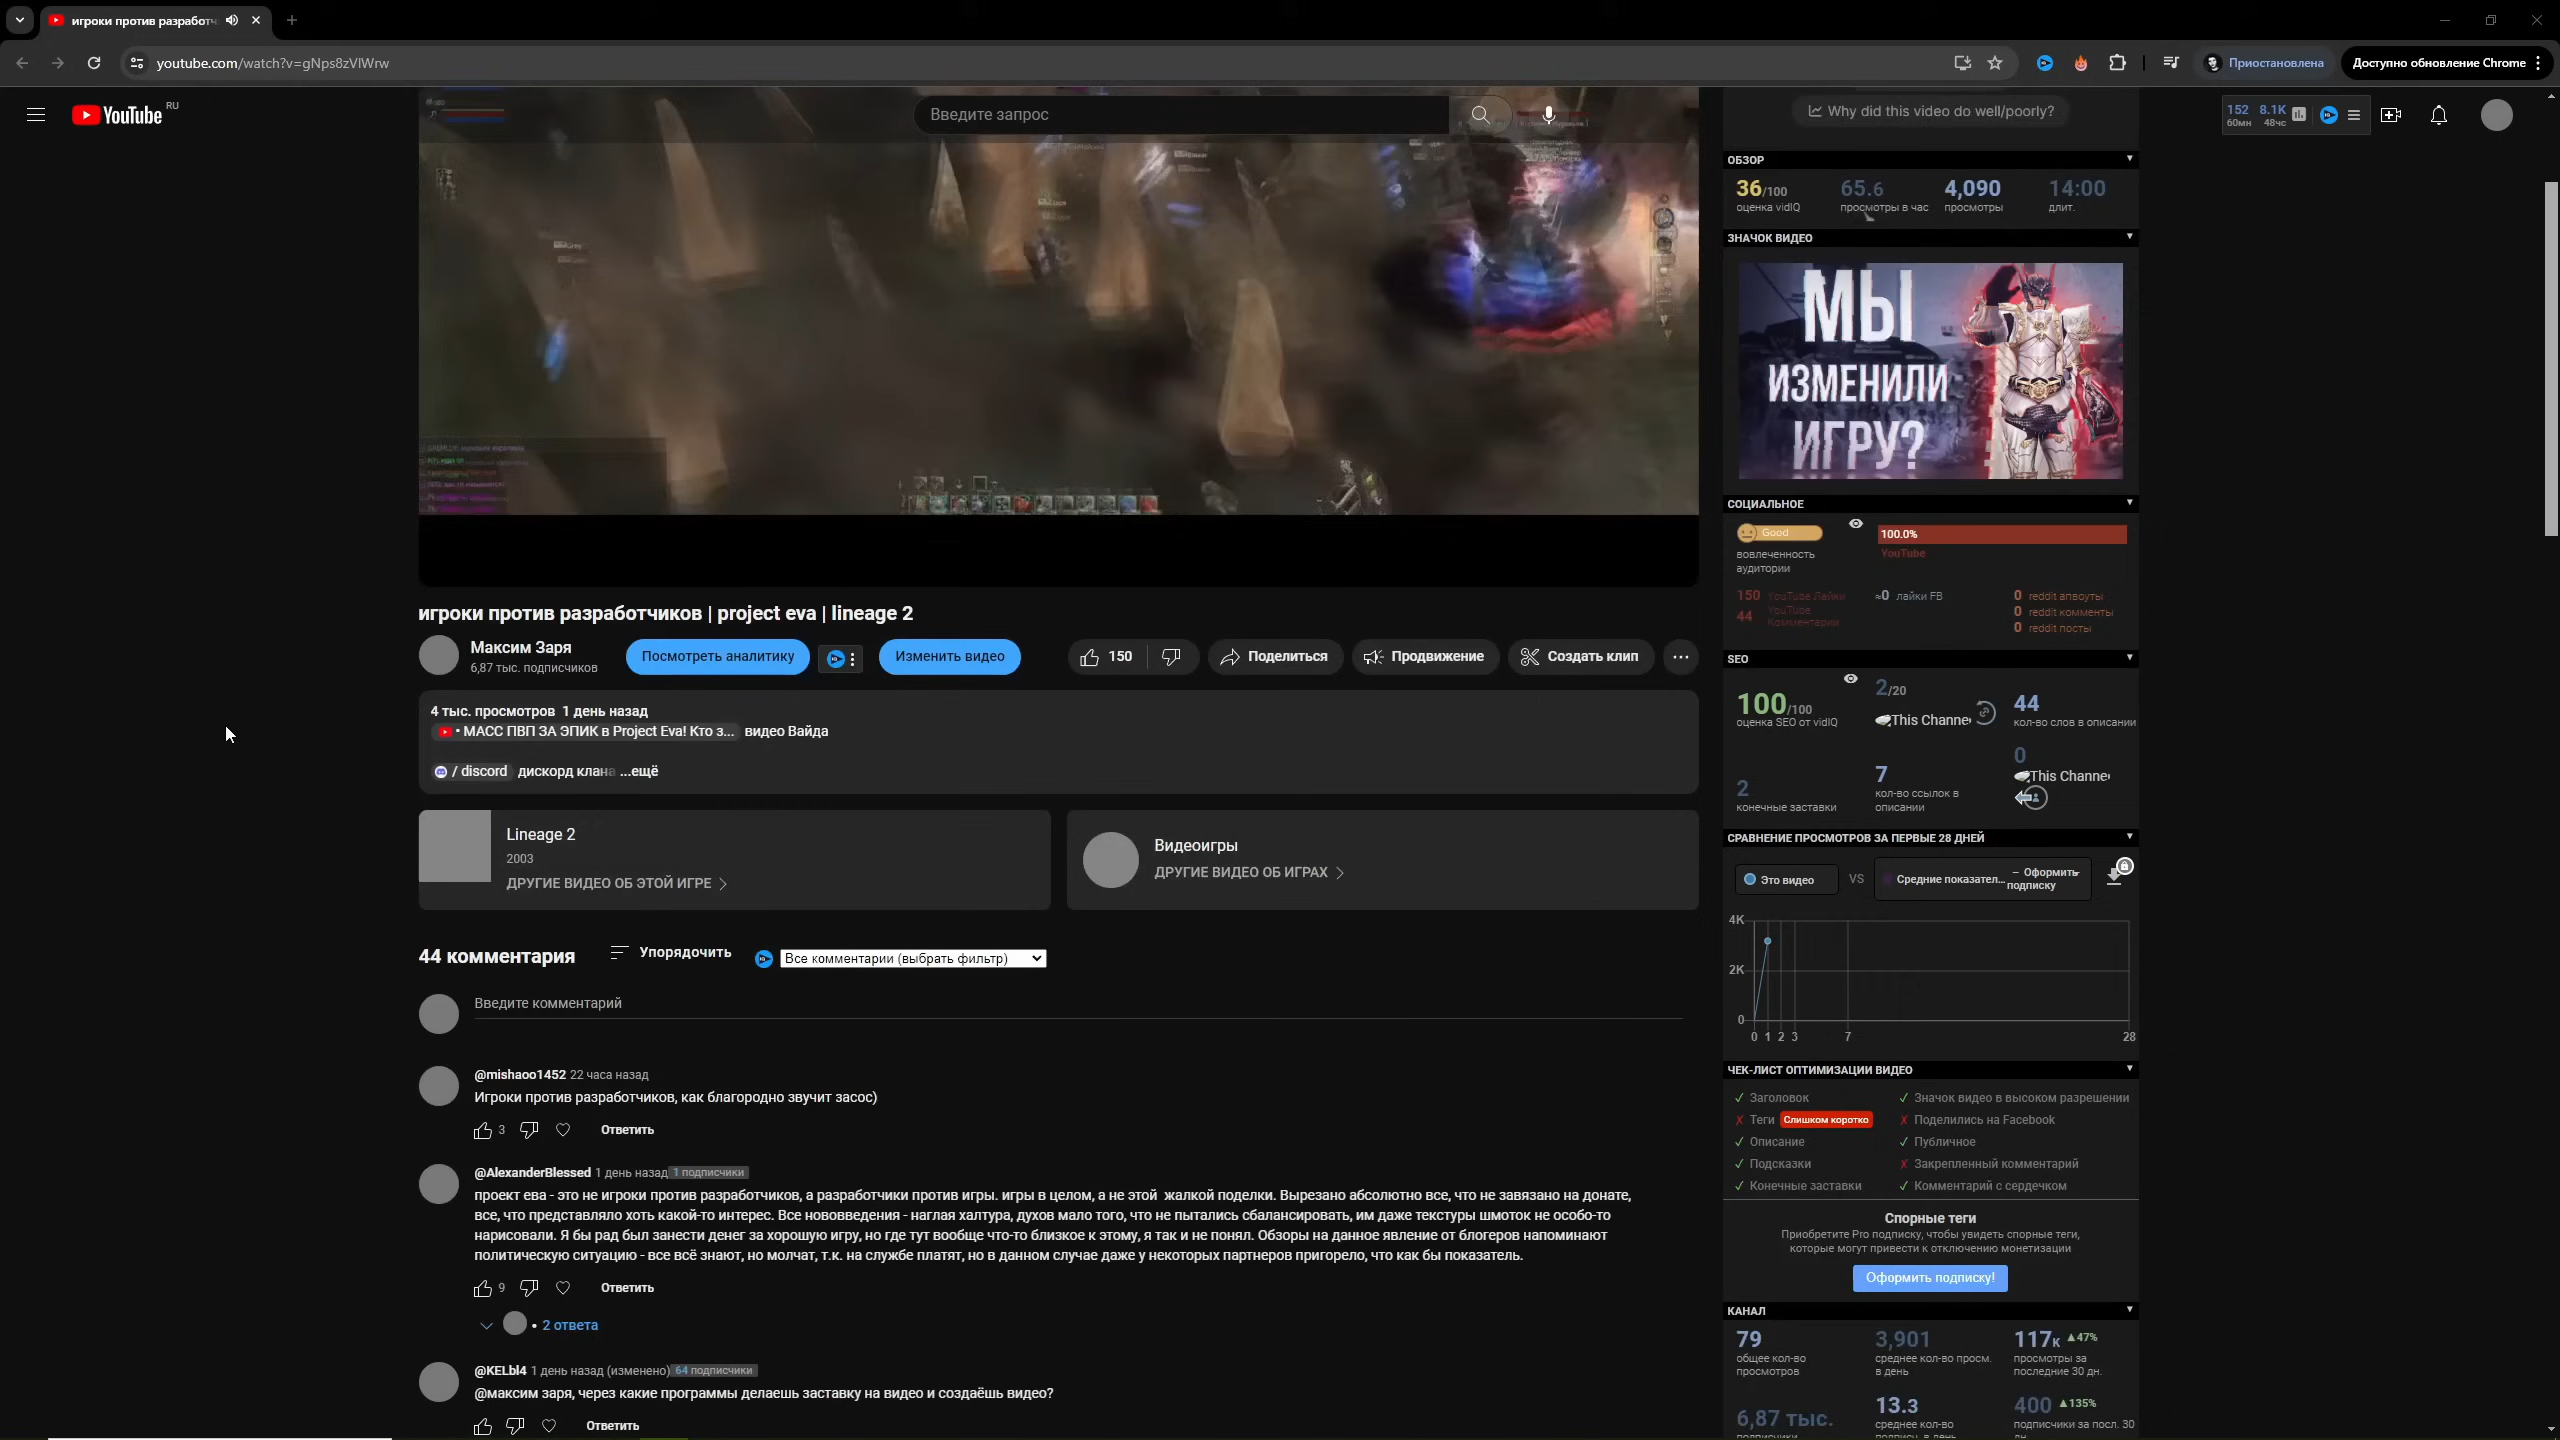 игроки против разработч
youtube.com/watch?v=gNps8zVlWrw
Приостановлена
Доступно обновление Chrome
YouTube RU
Введите запрос
152 8.1K
60мн 48чс
Why did this video do well/poorly?
ОБЗОР
36/100 65.6 4,090 14:00
оценка vidIQ просмотры в час просмотры длит.
ЗНАЧОК ВИДЕО
МЫ
ИЗМЕНИЛИ
ИГРУ?
СОЦИАЛЬНОЕ
Good 100.0%
вовлеченность
аудитории
YouTube
150 YouTube Лайки
44 YouTube
Комментарии
≈0 лайки FB
0 reddit апвоуты
0 reddit комменты
0 reddit посты
игроки против разработчиков | project eva | lineage 2
Максим Заря
6,87 тыс. подписчиков
Посмотреть аналитику
Изменить видео
150
Поделиться
Продвижение
Создать клип
4 тыс. просмотров 1 день назад
• МАСС ПВП ЗА ЭПИК в Project Eva! Кто з... видео Вайда
/ discord дискорд клана ...ещё
SEO
100/100
оценка SEO от vidIQ
2/20
This Channe
44
кол-во слов в описании
2
конечные заставки
7
кол-во ссылок в
описании
0
This Channe
Lineage 2
2003
ДРУГИЕ ВИДЕО ОБ ЭТОЙ ИГРЕ
Видеоигры
ДРУГИЕ ВИДЕО ОБ ИГРАХ
СРАВНЕНИЕ ПРОСМОТРОВ ЗА ПЕРВЫЕ 28 ДНЕЙ
Это видео VS Средние показател... – Оформить
подписку
4K
2K
0
0 1 2 3 7 28
44 комментария
Упорядочить
Все комментарии (выбрать фильтр)
Введите комментарий
@mishaoo1452 22 часа назад
Игроки против разработчиков, как благородно звучит засос)
3 Ответить
@AlexanderBlessed 1 день назад 1 подписчики
проект ева - это не игроки против разработчиков, а разработчики против игры. игры в целом, а не этой жалкой поделки. Вырезано абсолютно все, что не завязано на донате,
все, что представляло хоть какой-то интерес. Все нововведения - наглая халтура, духов мало того, что не пытались сбалансировать, им даже текстуры шмоток не особо-то
нарисовали. Я бы рад был занести денег за хорошую игру, но где тут вообще что-то близкое к этому, я так и не понял. Обзоры на данное явление от блогеров напоминают
политическую ситуацию - все всё знают, но молчат, т.к. на службе платят, но в данном случае даже у некоторых партнеров пригорело, что как бы показатель.
9 Ответить
• 2 ответа
@KELbl4 1 день назад (изменено) 64 подписчики
@максим заря, через какие программы делаешь заставку на видео и создаёшь видео?
Ответить
ЧЕК-ЛИСТ ОПТИМИЗАЦИИ ВИДЕО
✓ Заголовок
✗ Теги Слишком коротко
✓ Описание
✓ Подсказки
✓ Конечные заставки
✓ Значок видео в высоком разрешении
✗ Поделились на Facebook
✓ Публичное
✗ Закрепленный комментарий
✓ Комментарий с сердечком
Спорные теги
Приобретите Pro подписку, чтобы увидеть спорные теги,
которые могут привести к отключению монетизации
Оформить подписку!
КАНАЛ
79
общее кол-во
просмотров
3,901
среднее кол-во просм.
в день
117к ▲47%
просмотры за
последние 30 дн.
6,87 тыс.
13.3
среднее кол-во
400 ▲135%
подписчики за посл. 30